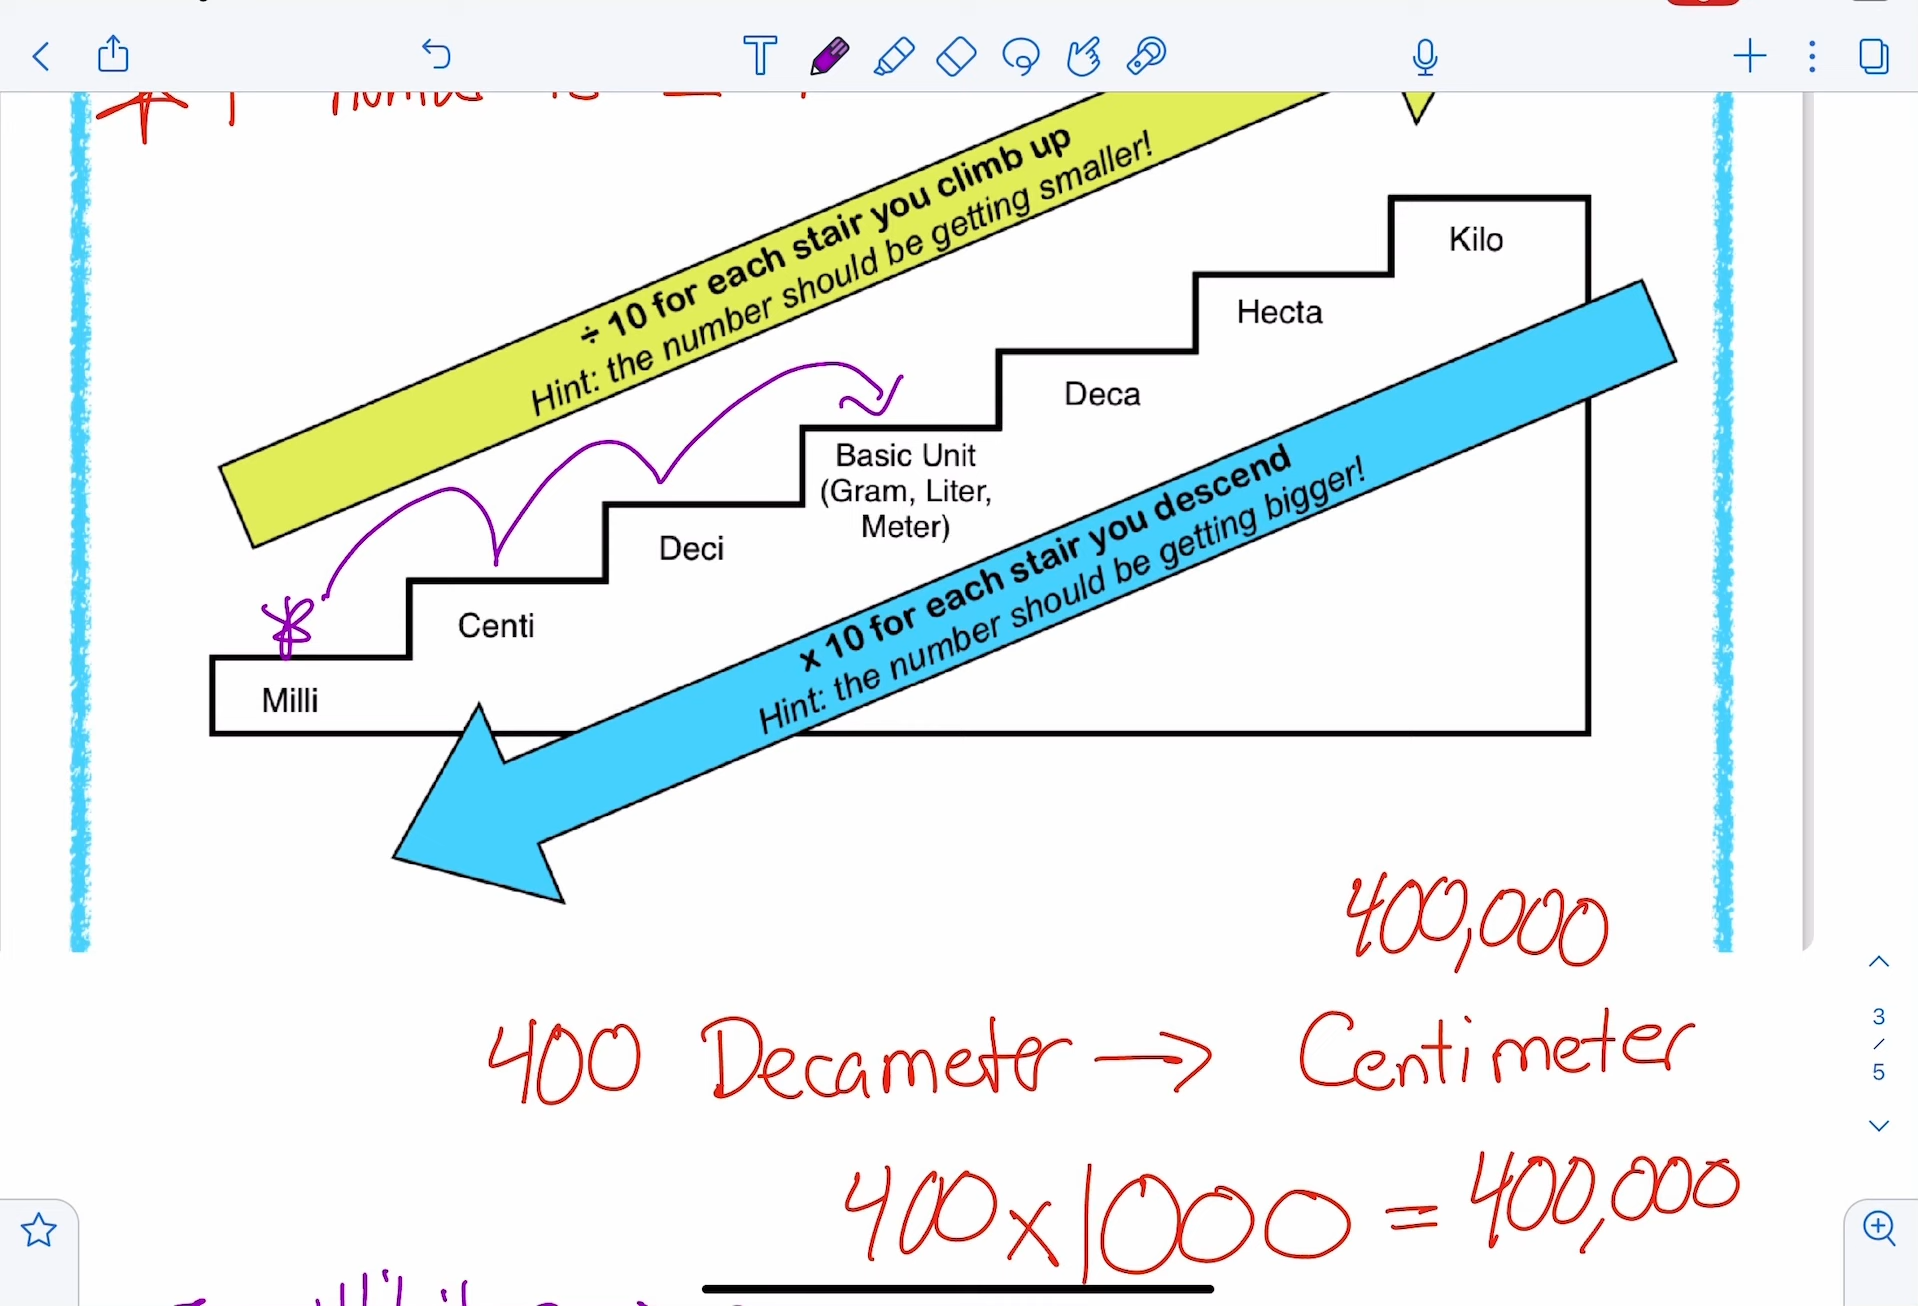 ÷ 10 for each stair you climb up
Hint: the number should be getting smaller!
Kilo
Hecta
Deca
Basic Unit
(Gram, Liter,
Meter)
Deci
Centi
Milli
x 10 for each stair you descend
Hint: the number should be getting bigger!
400,000
400 Decameter → Centimeter
400 x 1000 = 400,000
3
/
5